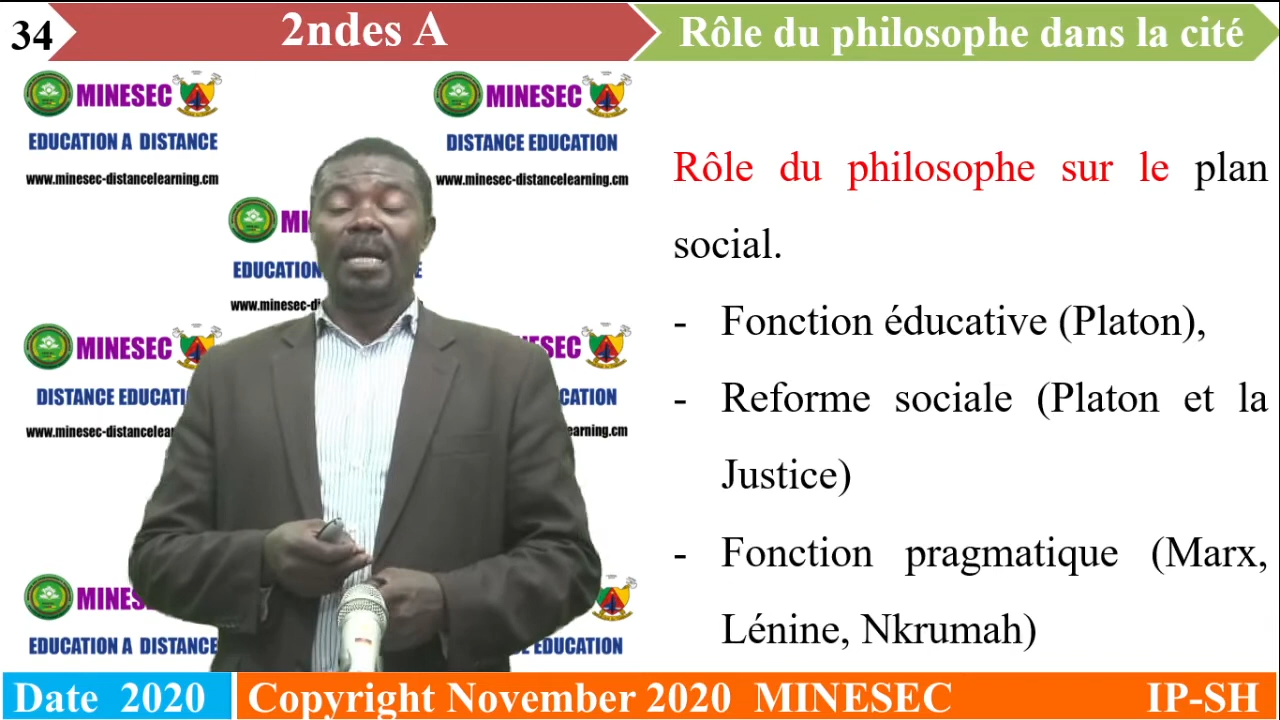 34
2ndes A
Rôle du philosophe dans la cité
MINESEC
EDUCATION A DISTANCE
www.minesec-distancelearning.cm
MINESEC
DISTANCE EDUCATION
www.minesec-distancelearning.cm
EDUCATION
MINESEC
DISTANCE
EDUCATION A DISTANCE
EDUCATION
Rôle du philosophe sur le plan
social.
- Fonction éducative (Platon),
- Reforme sociale (Platon et la
Justice)
- Fonction pragmatique (Marx,
Lénine, Nkrumah)
Date 2020
Copyright November 2020 MINESEC
IP-SH